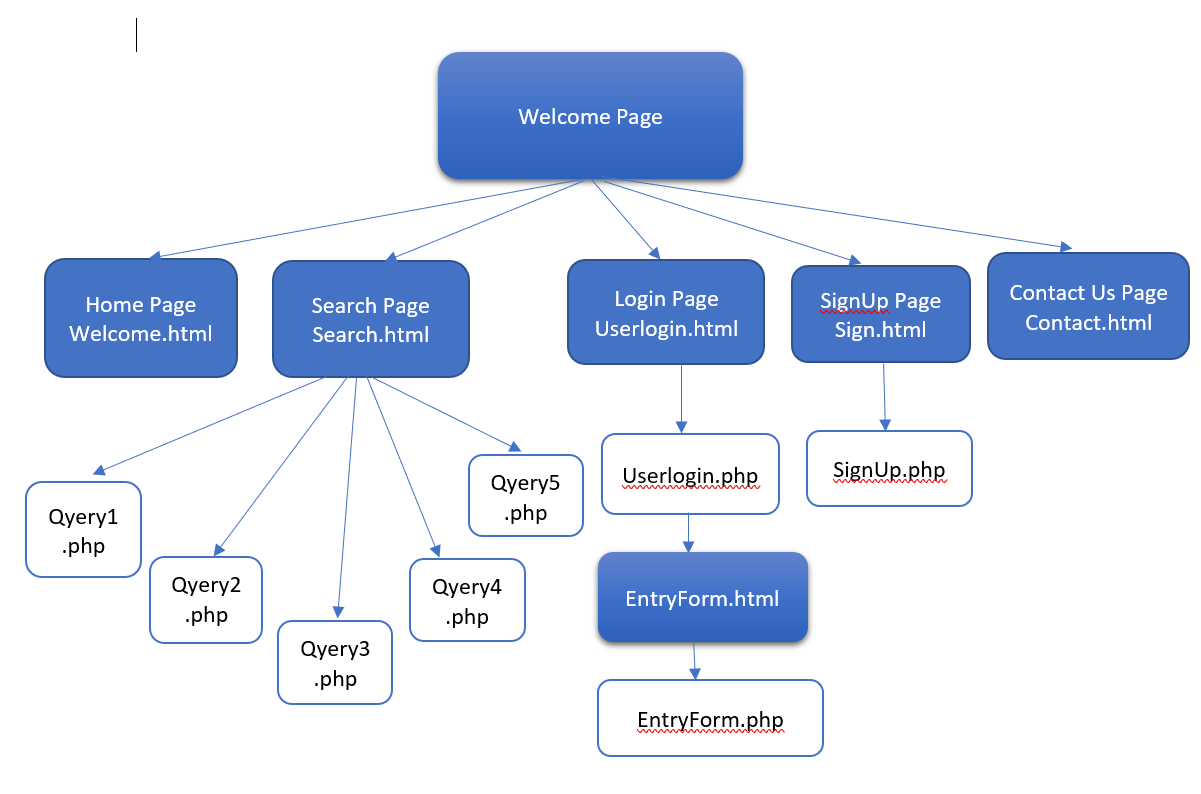 Welcome Page
Home Page
Welcome.html
Search Page
Search.html
Login Page
Userlogin.html
SignUp Page
Sign.html
Contact Us Page
Contact.html
Qyery1
.php
Qyery2
.php
Qyery3
.php
Qyery4
.php
Qyery5
.php
Userlogin.php
SignUp.php
EntryForm.html
EntryForm.php